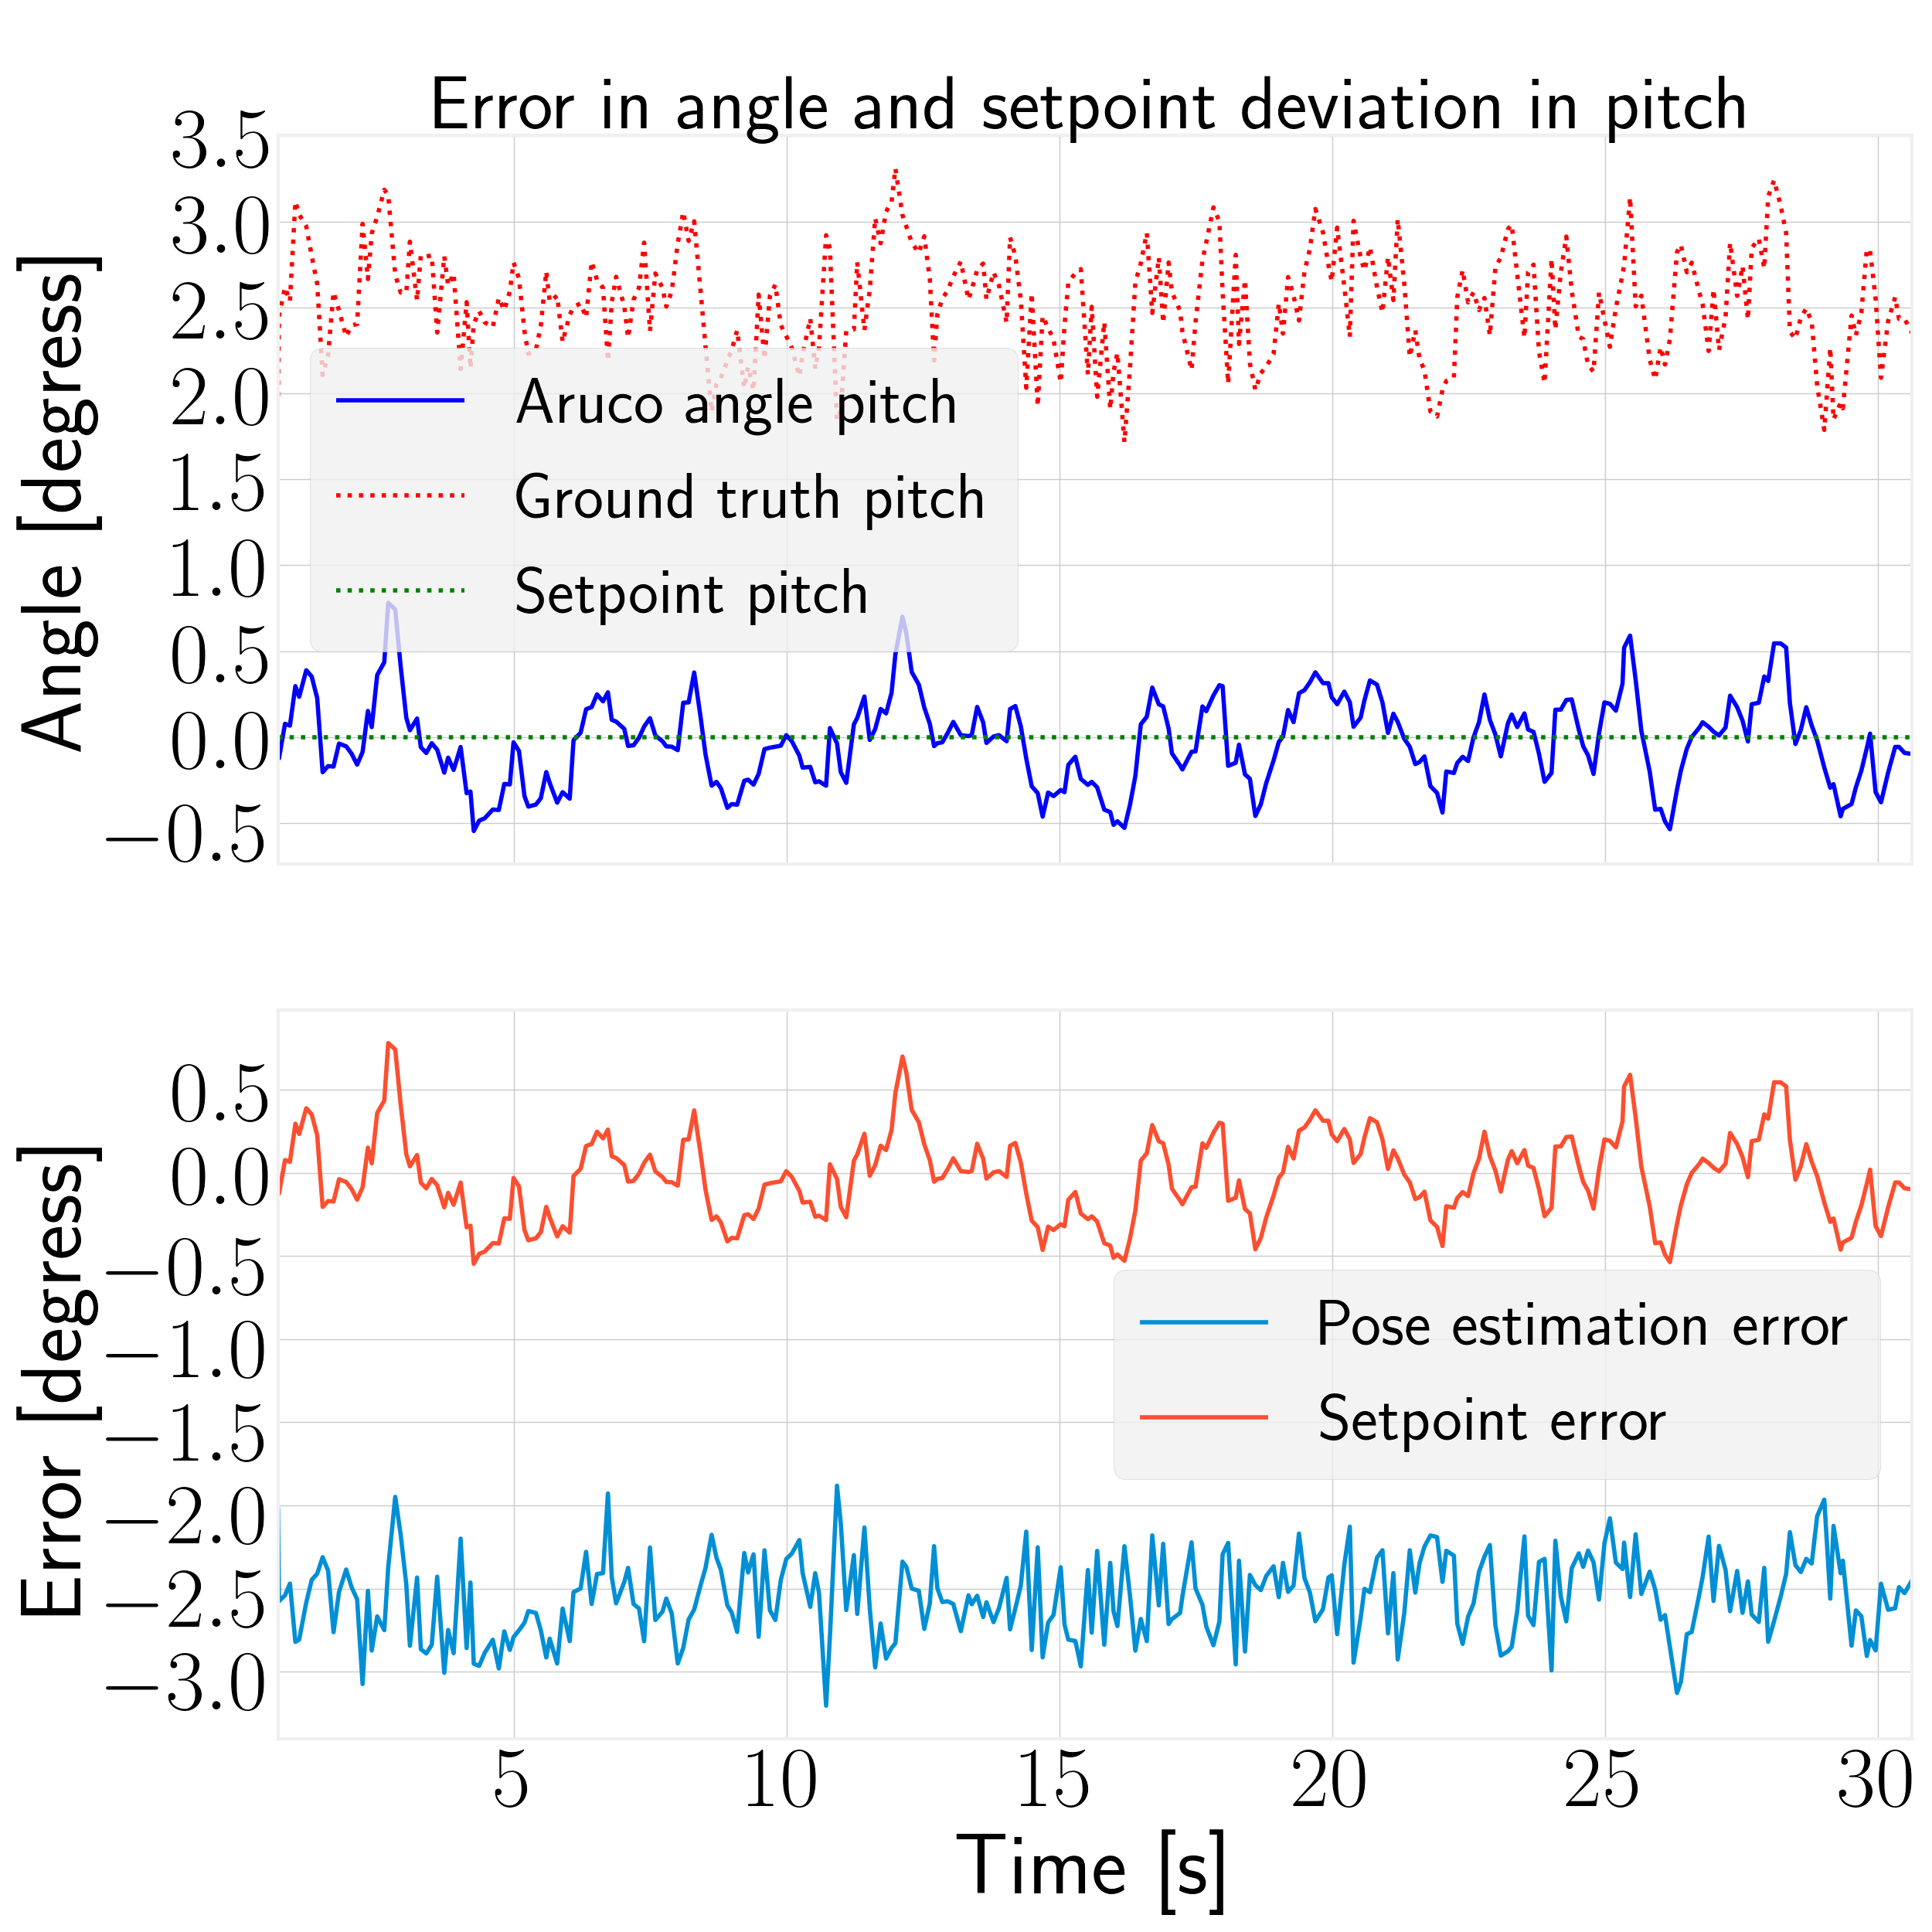 Error in angle and setpoint deviation in pitch
3.5
3.0
2.5
2.0
1.5
1.0
0.5
0.0
−0.5
Angle [degress]
Aruco angle pitch
Ground truth pitch
Setpoint pitch
0.5
0.0
−0.5
−1.0
−1.5
−2.0
−2.5
−3.0
Error [degress]
Pose estimation error
Setpoint error
5 10 15 20 25 30
Time [s]